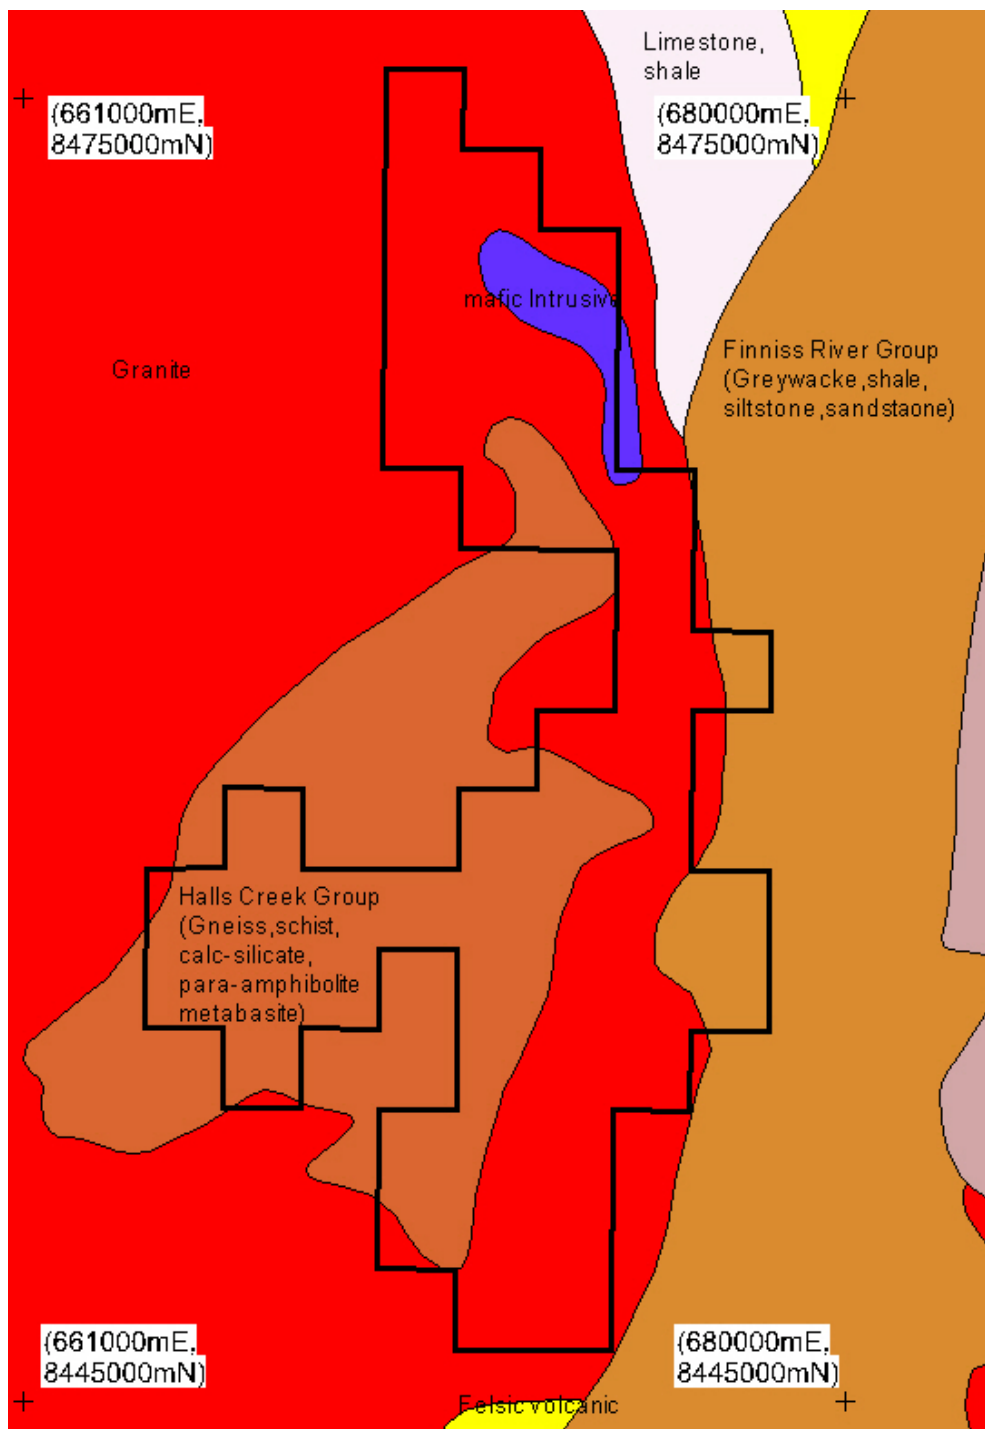 Limestone,
shale
(661000mE,
8475000mN)
(680000mE,
8475000mN)
mafic Intrusive
Granite
Finniss River Group
(Greywacke,shale,
siltstone,sandstaone)
Halls Creek Group
(Gneiss,schist,
calc-silicate,
para-amphibolite
metabasite)
(661000mE,
8445000mN)
(680000mE,
8445000mN)
Felsic volcanic